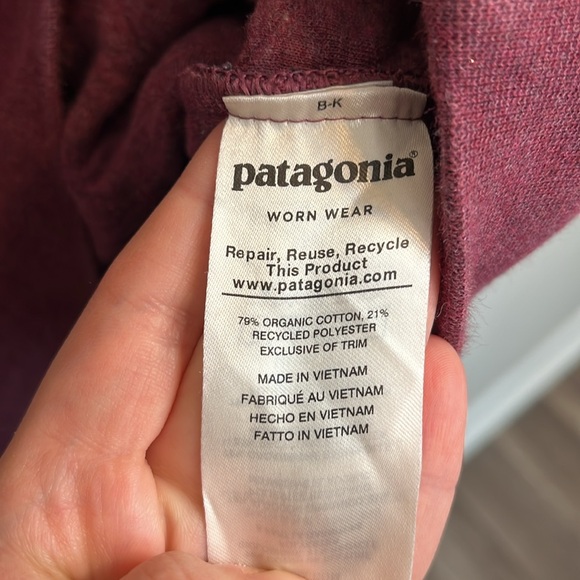 B-K
patagonia®
WORN WEAR
Repair, Reuse, Recycle
This Product
www.patagonia.com
79% ORGANIC COTTON, 21%
RECYCLED POLYESTER
EXCLUSIVE OF TRIM
MADE IN VIETNAM
FABRIQUÉ AU VIETNAM
HECHO EN VIETNAM
FATTO IN VIETNAM